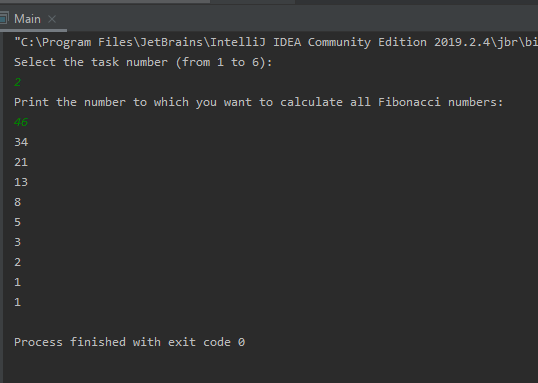 Main
"C:\Program Files\JetBrains\IntelliJ IDEA Community Edition 2019.2.4\jbr\bi
Select the task number (from 1 to 6):
2
Print the number to which you want to calculate all Fibonacci numbers:
46
34
21
13
8
5
3
2
1
1
Process finished with exit code 0